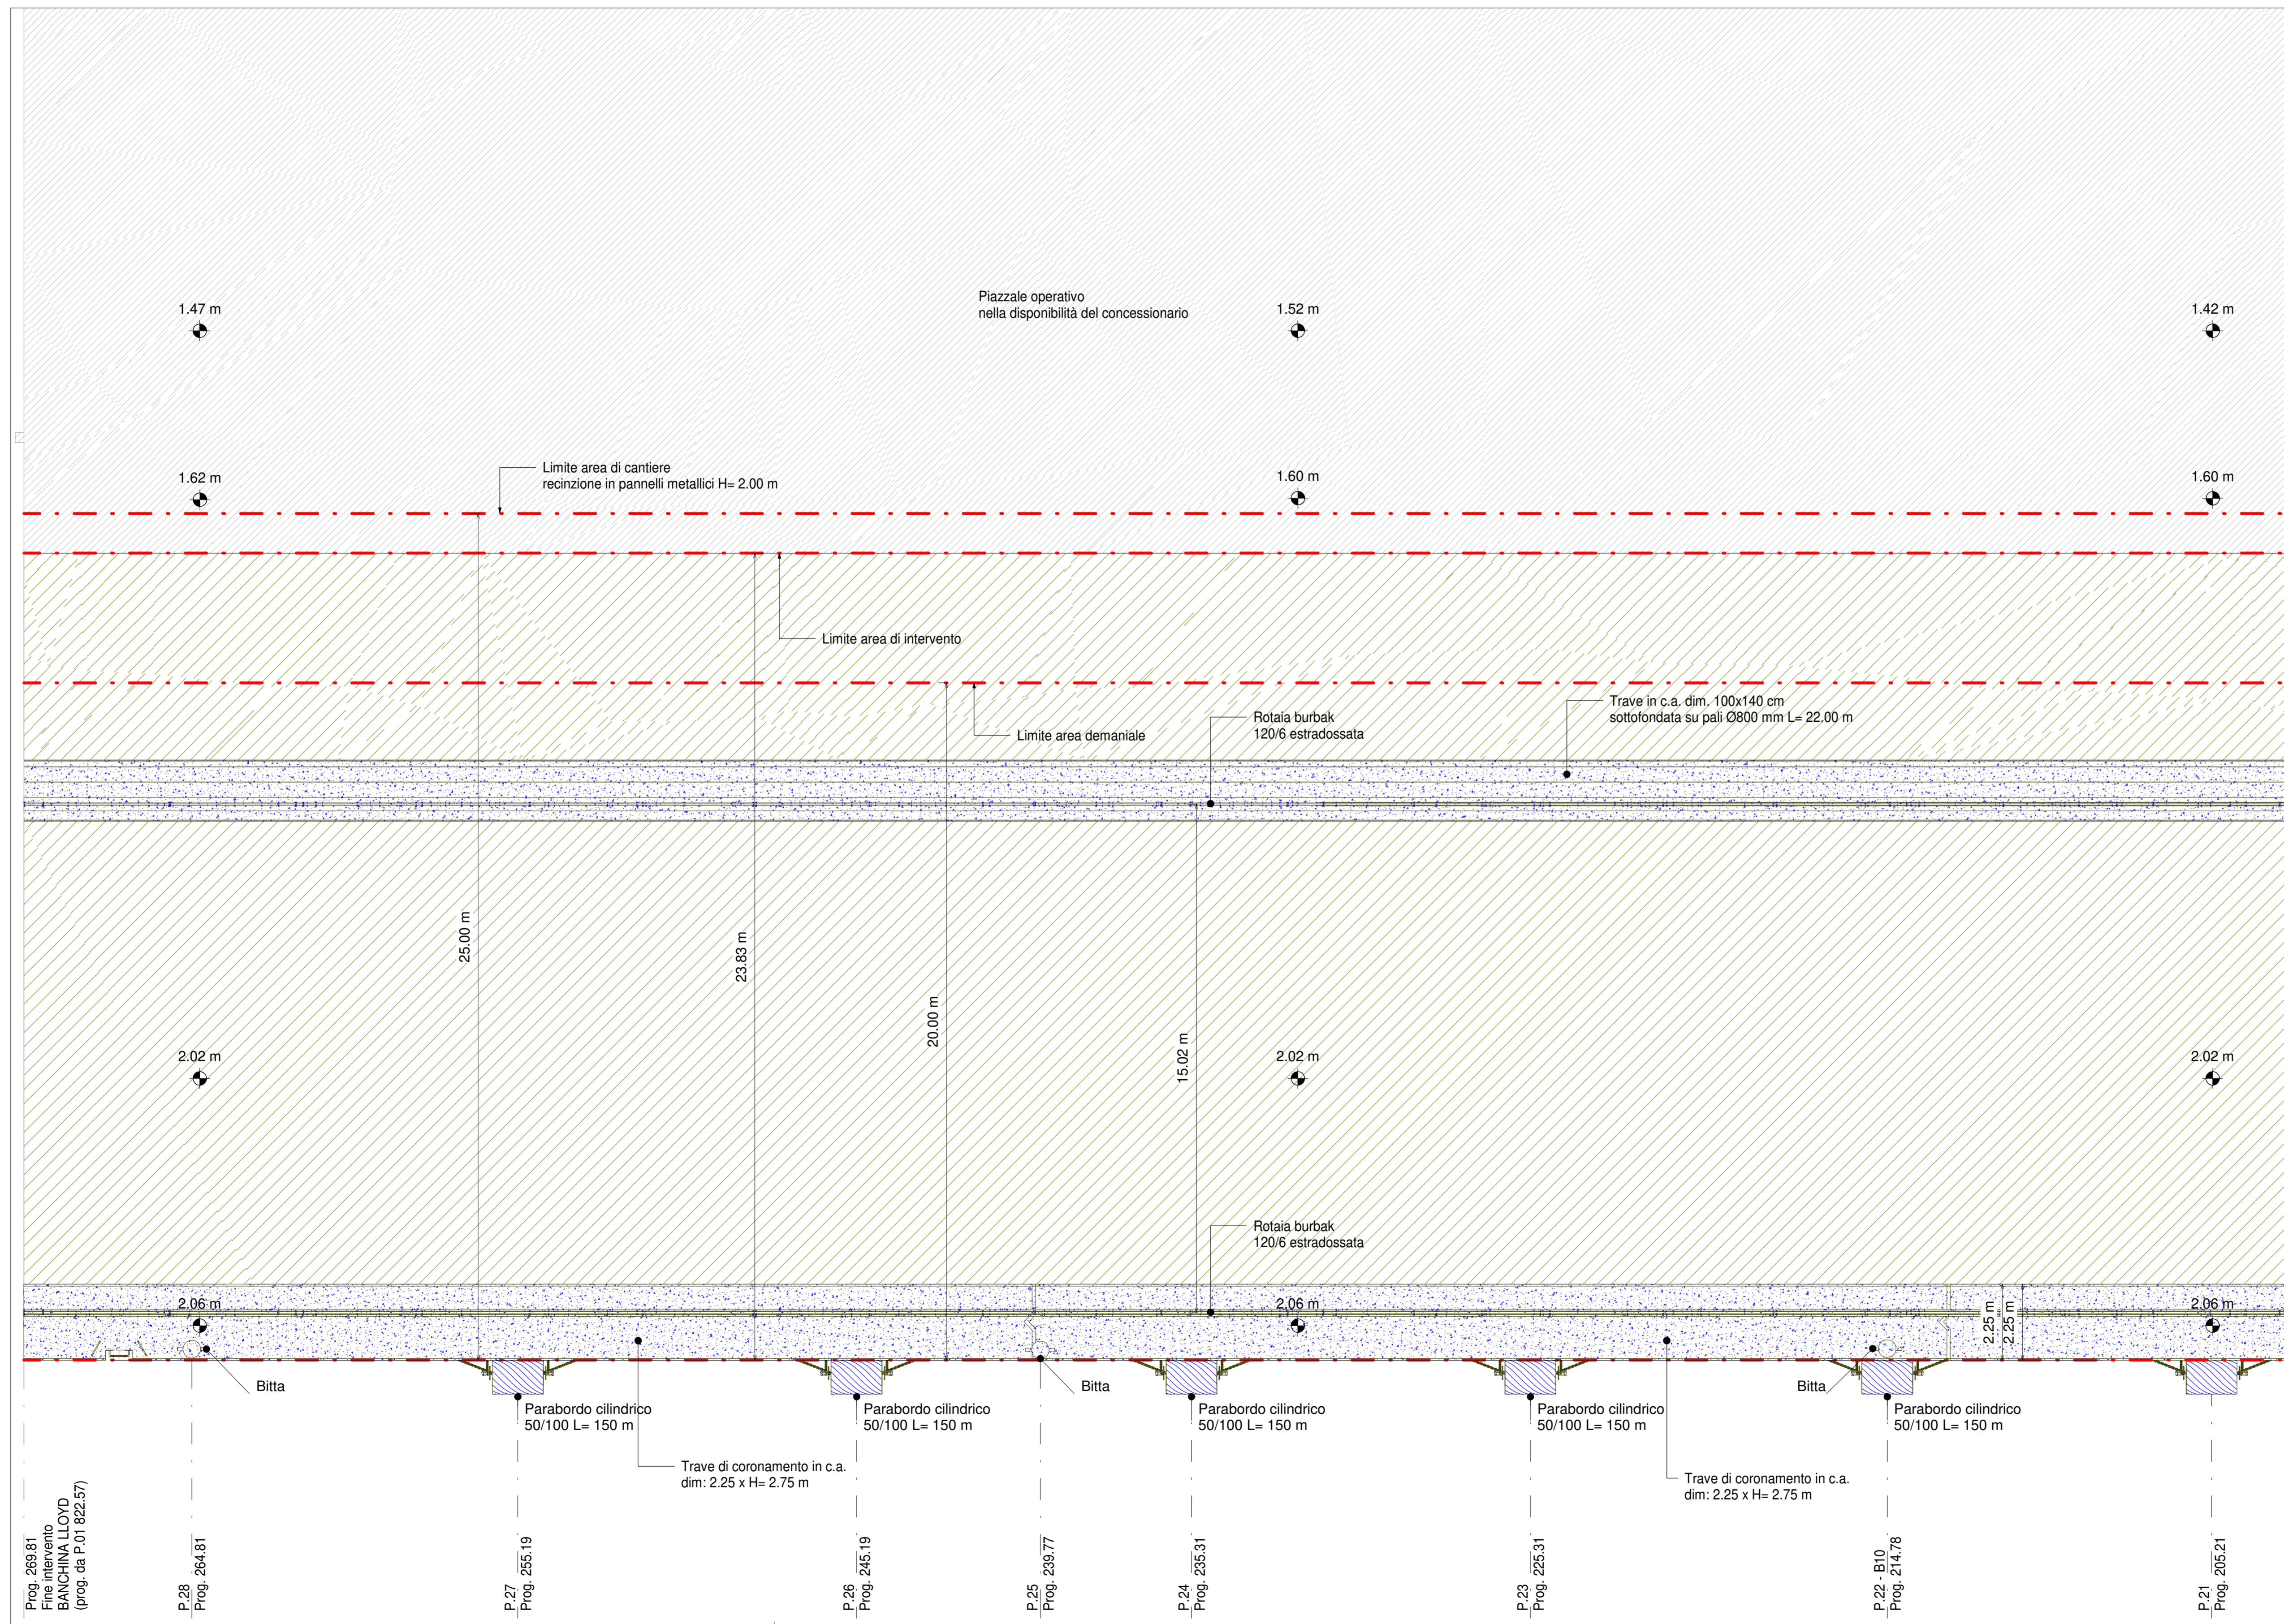 1.47 m
Piazzale operativo
nella disponibilità del concessionario
1.52 m
1.42 m
1.62 m
Limite area di cantiere
recinzione in pannelli metallici H= 2.00 m
1.60 m
1.60 m
Limite area di intervento
Trave in c.a. dim. 100x140 cm
sottofondata su pali Ø800 mm L= 22.00 m
Rotaia burbak
120/6 estradossata
Limite area demaniale
25.00 m
23.83 m
20.00 m
15.02 m
2.02 m
2.02 m
2.02 m
Rotaia burbak
120/6 estradossata
2.06 m
2.06 m
2.25 m
2.25 m
2.06 m
Bitta
Bitta
Bitta
Parabordo cilindrico
50/100 L= 150 m
Parabordo cilindrico
50/100 L= 150 m
Parabordo cilindrico
50/100 L= 150 m
Parabordo cilindrico
50/100 L= 150 m
Parabordo cilindrico
50/100 L= 150 m
Trave di coronamento in c.a.
dim: 2.25 x H= 2.75 m
Trave di coronamento in c.a.
dim: 2.25 x H= 2.75 m
Prog. 269.81
Fine intervento
BANCHINA LLOYD
(prog. da P.01 822.57)
P.28
Prog. 264.81
P.27
Prog. 255.19
P.26
Prog. 245.19
P.25
Prog. 239.77
P.24
Prog. 235.31
P.23
Prog. 225.31
P.22 - B10
Prog. 214.78
P.21
Prog. 205.21